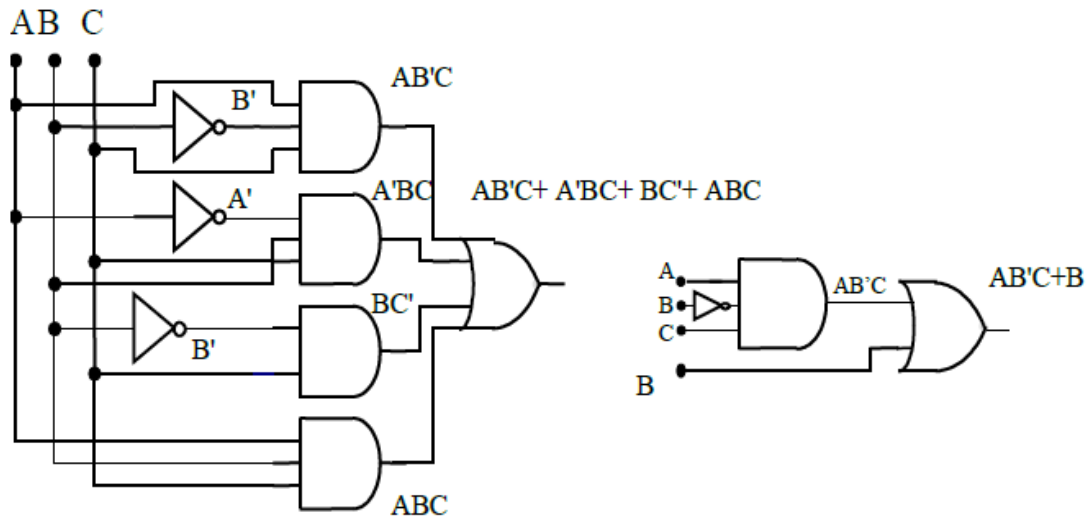 AB C
AB'C
B'
A'
A'BC
AB'C+ A'BC+ BC'+ ABC
BC'
B'
ABC
A
B
C
B
AB'C
AB'C+B